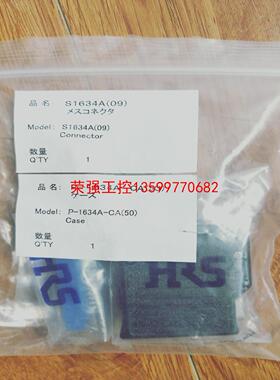 品 名 S1634A(09)
メスコネクタ
Model: S1634A(09)
Connector
数量
Q'TY 1
荣强工控13599770682
ケース
Model: P-1634A-CA(50)
Case
数量
Q'TY 1
HRS
HRS